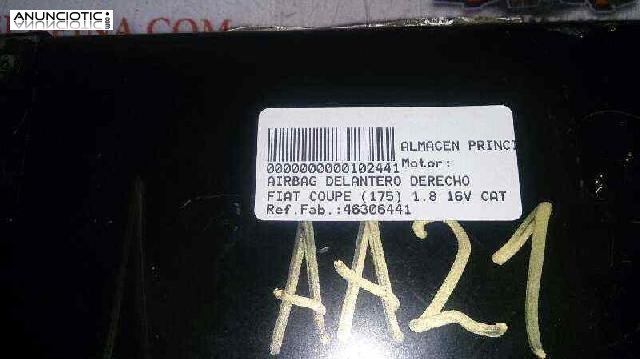 ANUNCIOTIC
.COM
ALMACEN PRINCI
0000000000102441
Motor:
AIRBAG DELANTERO DERECHO
FIAT COUPE (175) 1.8 16V CAT
Ref.Fab.:46306441
AA21